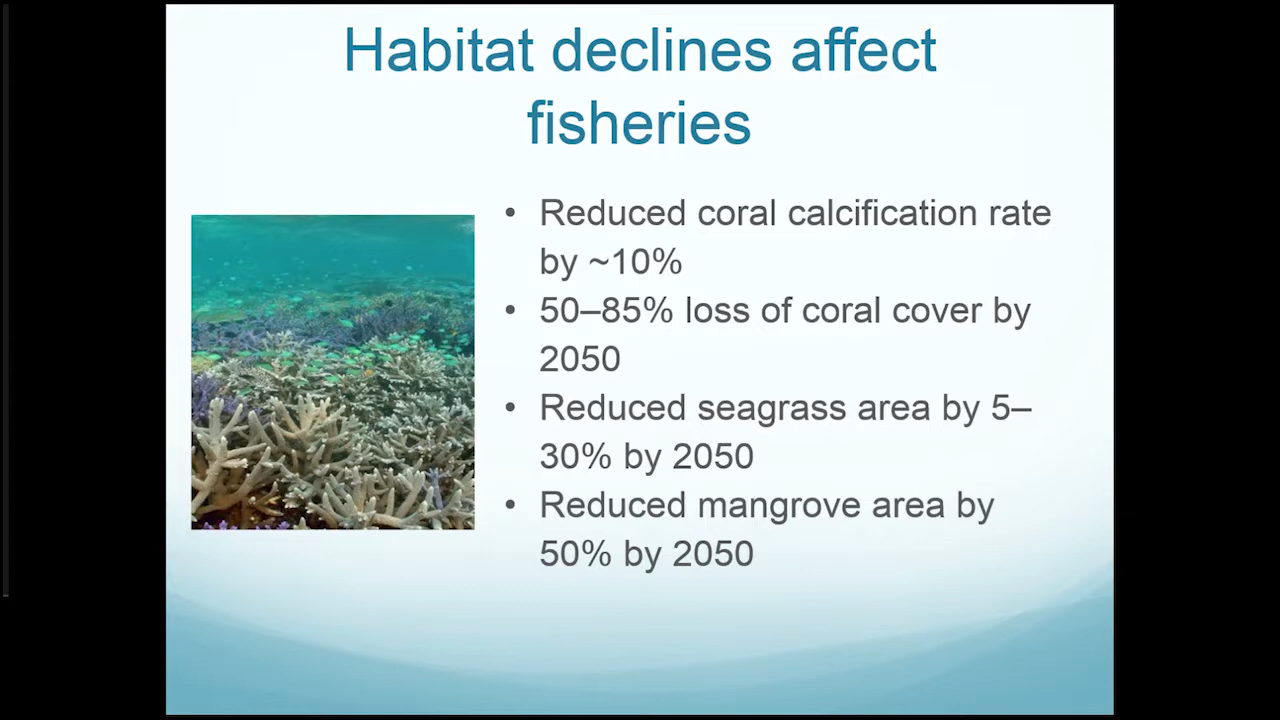 Habitat declines affect
fisheries
• Reduced coral calcification rate
by ~10%
• 50–85% loss of coral cover by
2050
• Reduced seagrass area by 5–
30% by 2050
• Reduced mangrove area by
50% by 2050